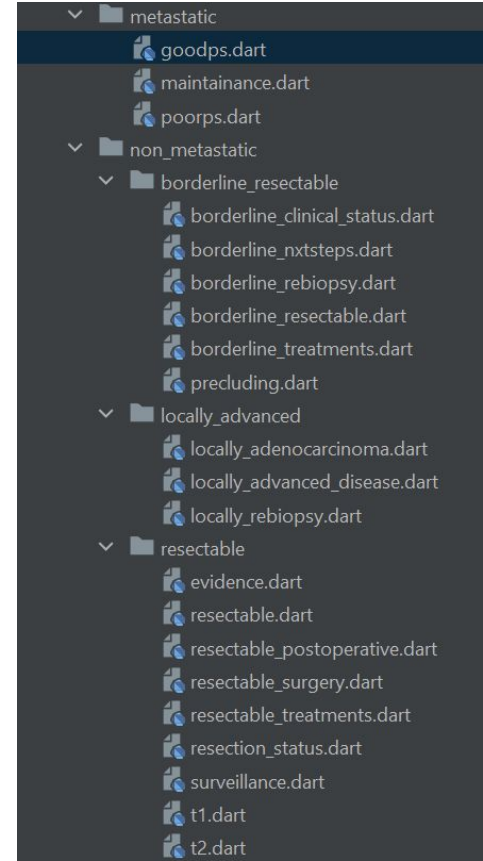 metastatic
goodps.dart
maintainance.dart
poorps.dart
non_metastatic
borderline_resectable
borderline_clinical_status.dart
borderline_nxtsteps.dart
borderline_rebiopsy.dart
borderline_resectable.dart
borderline_treatments.dart
precluding.dart
locally_advanced
locally_adenocarcinoma.dart
locally_advanced_disease.dart
locally_rebiopsy.dart
resectable
evidence.dart
resectable.dart
resectable_postoperative.dart
resectable_surgery.dart
resectable_treatments.dart
resection_status.dart
surveillance.dart
t1.dart
t2.dart